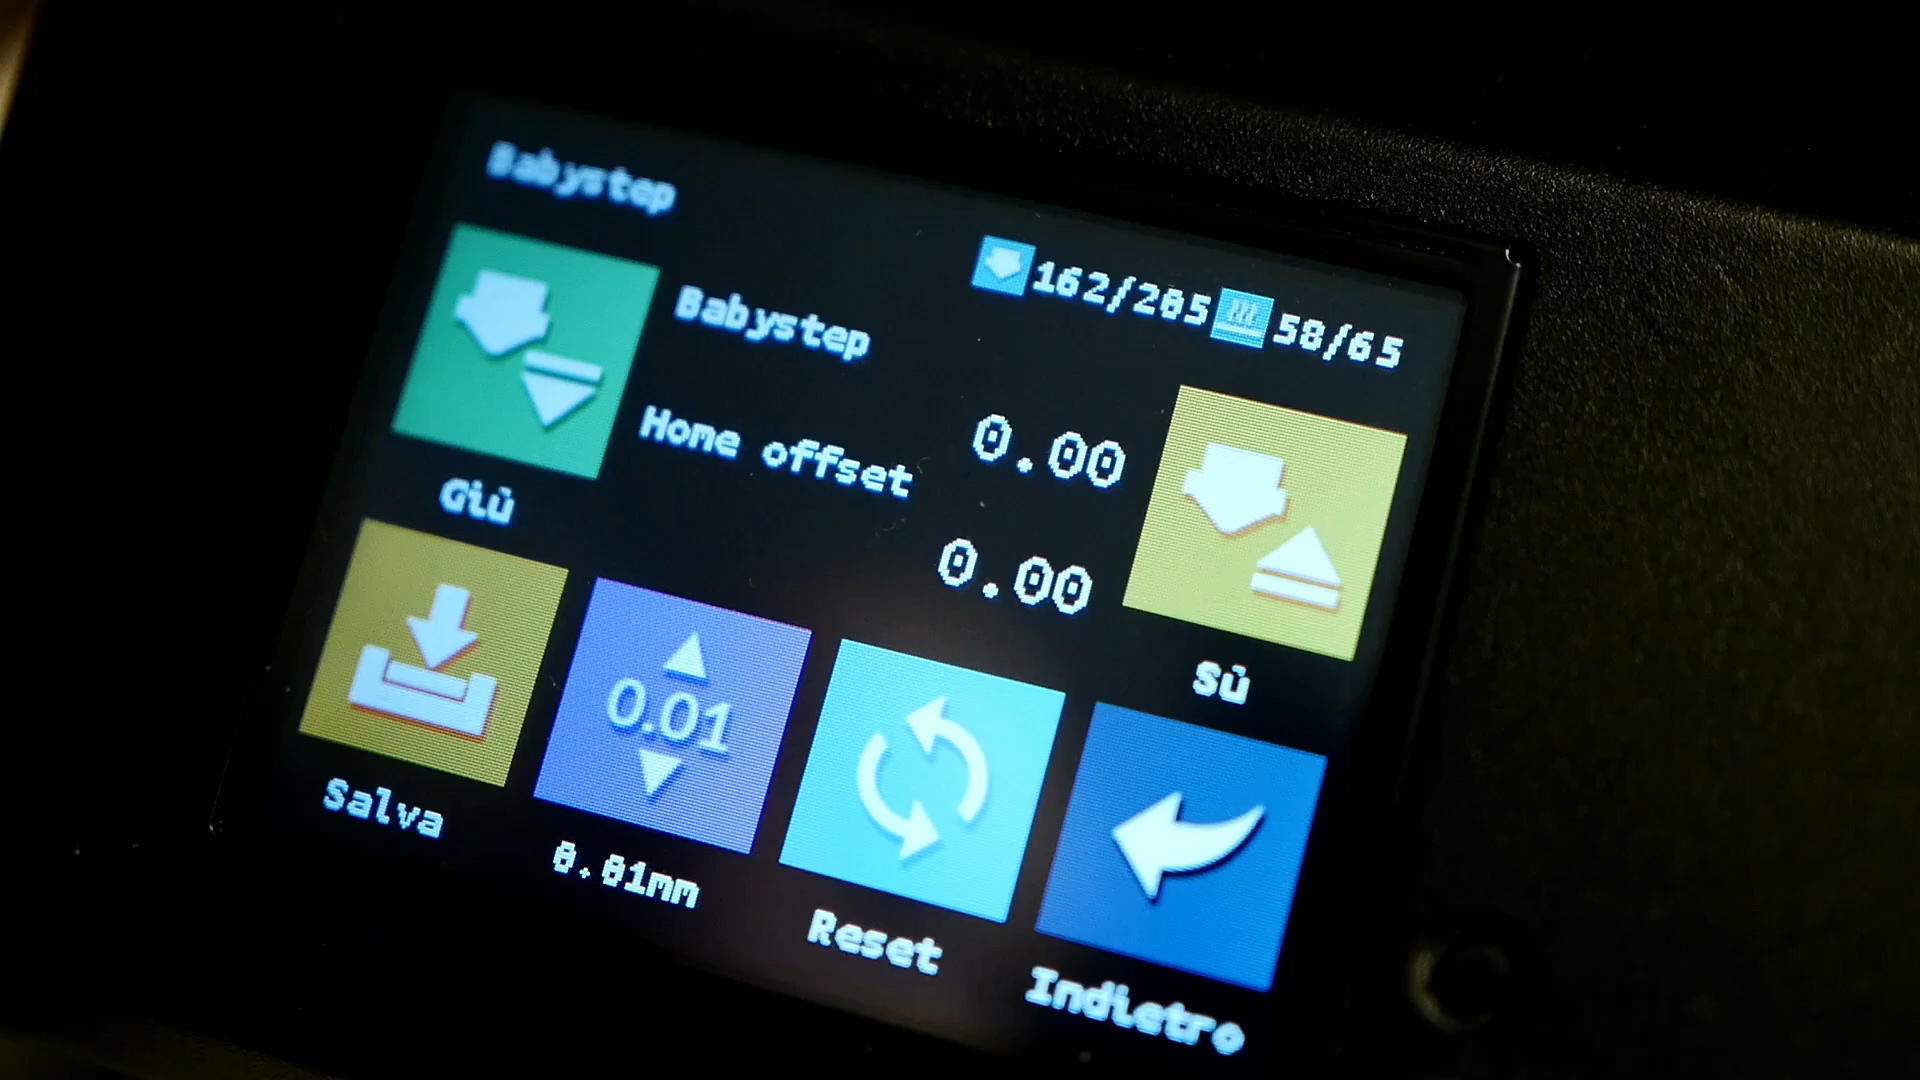 Babystep
162/205 58/65
Babystep
Home offset
0.00
0.00
Giù
Sù
0.01
Salva
0.01mm
Reset
Indietro